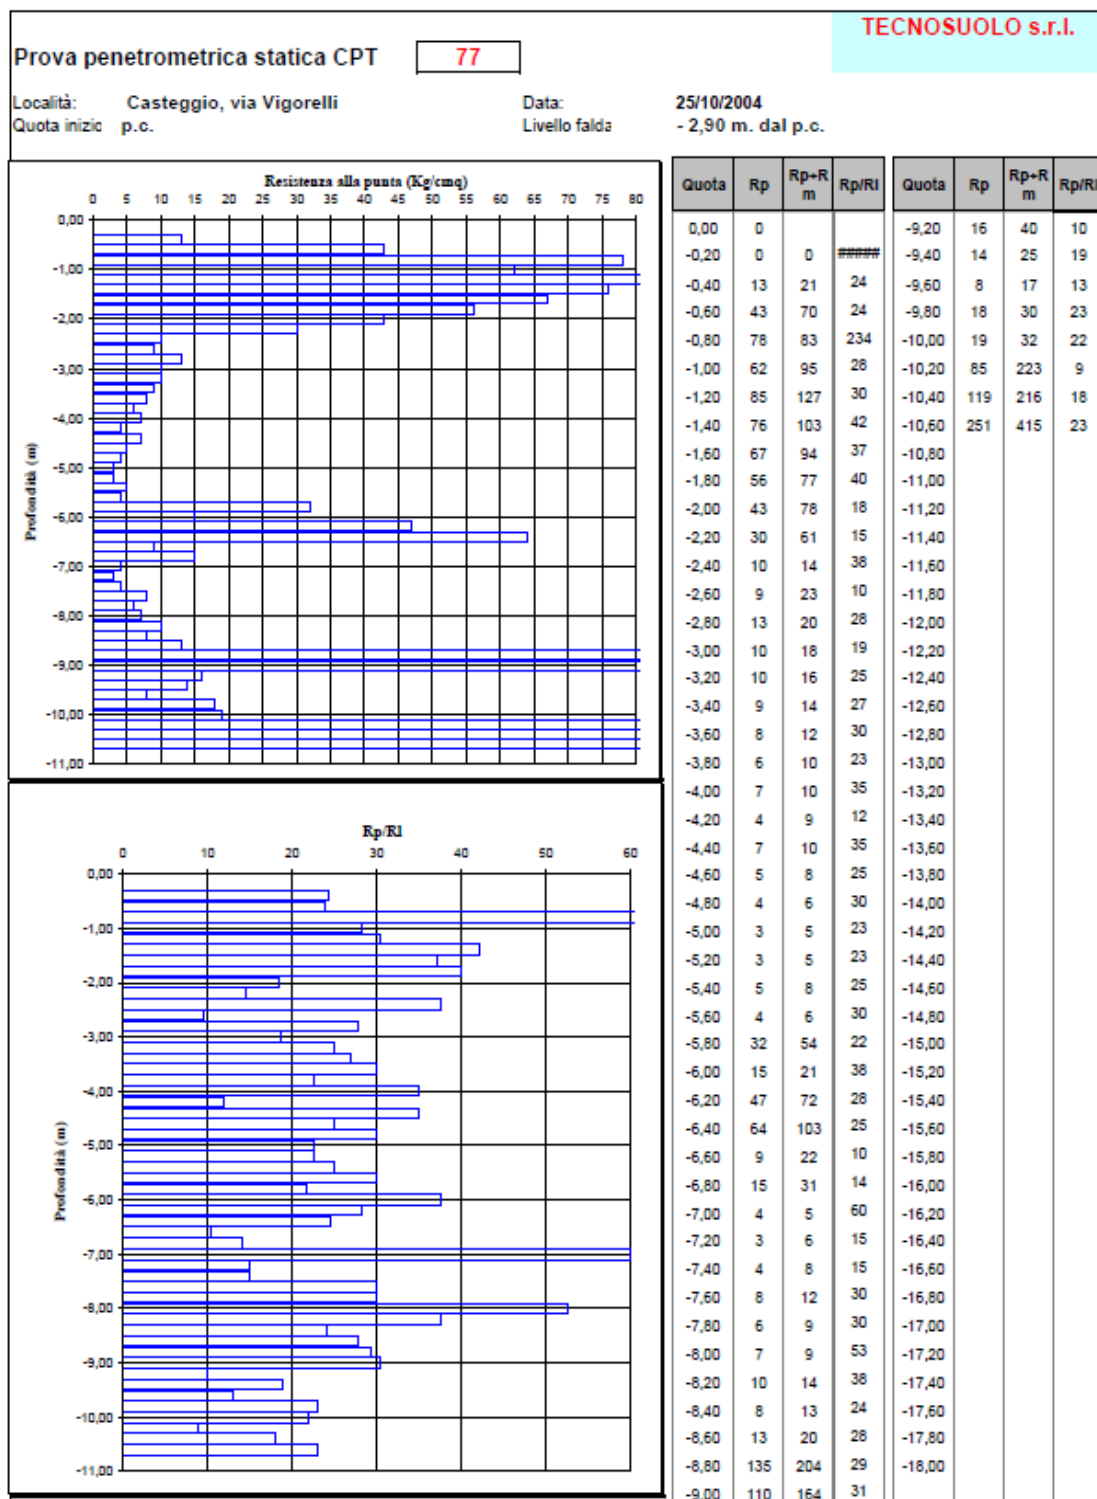 TECNOSUOLO s.r.l.
Prova penetrometrica statica CPT 77
Località: Casteggio, via Vigorelli Data: 25/10/2004
Quota inizio p.c. Livello falda - 2,90 m. dal p.c.
Resistenza alla punta (Kg/cmq)
0 5 10 15 20 25 30 35 40 45 50 55 60 65 70 75 80
0,00
-1,00
-2,00
-3,00
-4,00
-5,00
-6,00
-7,00
-8,00
-9,00
-10,00
-11,00
Profondità (m)
Rp/Rl
0 10 20 30 40 50 60
0,00
-1,00
-2,00
-3,00
-4,00
-5,00
-6,00
-7,00
-8,00
-9,00
-10,00
-11,00
Profondità (m)
Quota Rp Rp+R m Rp/Rl Quota Rp Rp+R m Rp/Rl
0,00 0 -9,20 16 40 10
-0,20 0 0 ##### -9,40 14 25 19
-0,40 13 21 24 -9,60 8 17 13
-0,60 43 70 24 -9,80 18 30 23
-0,80 78 83 234 -10,00 19 32 22
-1,00 62 95 28 -10,20 85 223 9
-1,20 85 127 30 -10,40 119 216 18
-1,40 76 103 42 -10,60 251 415 23
-1,60 67 94 37 -10,80
-1,80 56 77 40 -11,00
-2,00 43 78 18 -11,20
-2,20 30 61 15 -11,40
-2,40 10 14 38 -11,60
-2,60 9 23 10 -11,80
-2,80 13 20 28 -12,00
-3,00 10 18 19 -12,20
-3,20 10 16 25 -12,40
-3,40 9 14 27 -12,60
-3,60 8 12 30 -12,80
-3,80 6 10 23 -13,00
-4,00 7 10 35 -13,20
-4,20 4 9 12 -13,40
-4,40 7 10 35 -13,60
-4,60 5 8 25 -13,80
-4,80 4 6 30 -14,00
-5,00 3 5 23 -14,20
-5,20 3 5 23 -14,40
-5,40 5 8 25 -14,60
-5,60 4 6 30 -14,80
-5,80 32 54 22 -15,00
-6,00 15 21 38 -15,20
-6,20 47 72 28 -15,40
-6,40 64 103 25 -15,60
-6,60 9 22 10 -15,80
-6,80 15 31 14 -16,00
-7,00 4 5 60 -16,20
-7,20 3 6 15 -16,40
-7,40 4 8 15 -16,60
-7,60 8 12 30 -16,80
-7,80 6 9 30 -17,00
-8,00 7 9 53 -17,20
-8,20 10 14 38 -17,40
-8,40 8 13 24 -17,60
-8,60 13 20 28 -17,80
-8,80 135 204 29 -18,00
-9,00 110 164 31